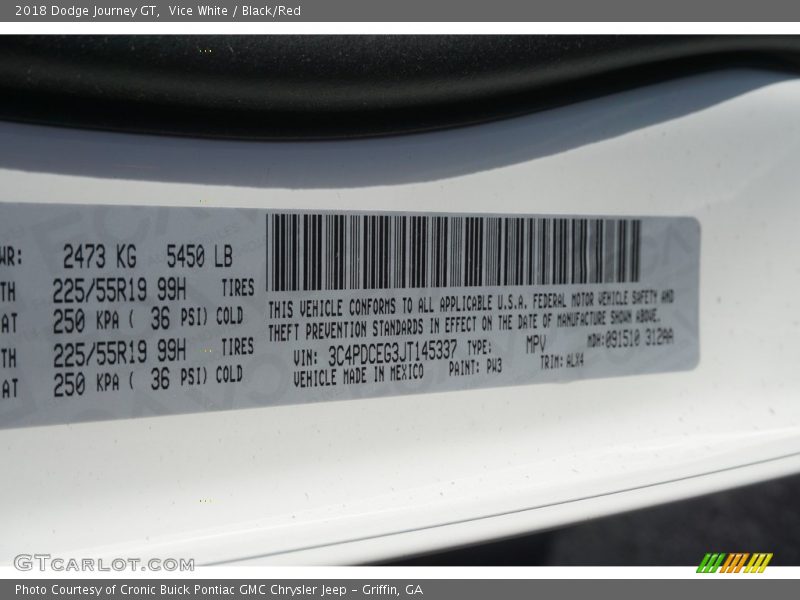 2018 Dodge Journey GT, Vice White / Black/Red
WR: 2473 KG 5450 LB
TH 225/55R19 99H TIRES
AT 250 KPA ( 36 PSI) COLD
TH 225/55R19 99H TIRES
AT 250 KPA ( 36 PSI) COLD
THIS VEHICLE CONFORMS TO ALL APPLICABLE U.S.A. FEDERAL MOTOR VEHICLE SAFETY AND
THEFT PREVENTION STANDARDS IN EFFECT ON THE DATE OF MANUFACTURE SHOWN ABOVE.
VIN: 3C4PDCEG3JT145337 TYPE: MPV MDH:091510 312AA
VEHICLE MADE IN MEXICO PAINT: PW3 TRIM: ALX4
GTCARLOT.COM
Photo Courtesy of Cronic Buick Pontiac GMC Chrysler Jeep - Griffin, GA